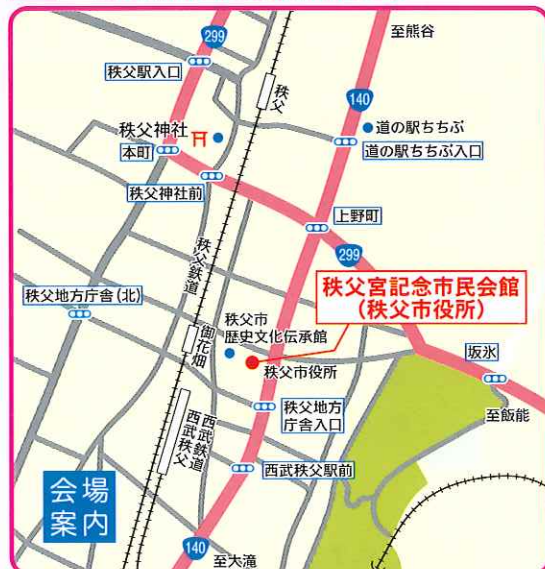 299
至熊谷
秩父駅入口
秩父
140
秩父神社
道の駅ちちぶ
本町
道の駅ちちぶ入口
秩父神社前
上野町
秩父鉄道
299
秩父宮記念市民会館
(秩父市役所)
秩父地方庁舎(北)
御花畑
秩父市
歴史文化伝承館
坂氷
秩父市役所
秩父地方
庁舎入口
至飯能
西武鉄道
西武秩父
西武秩父駅前
会場
案内
140
至大滝